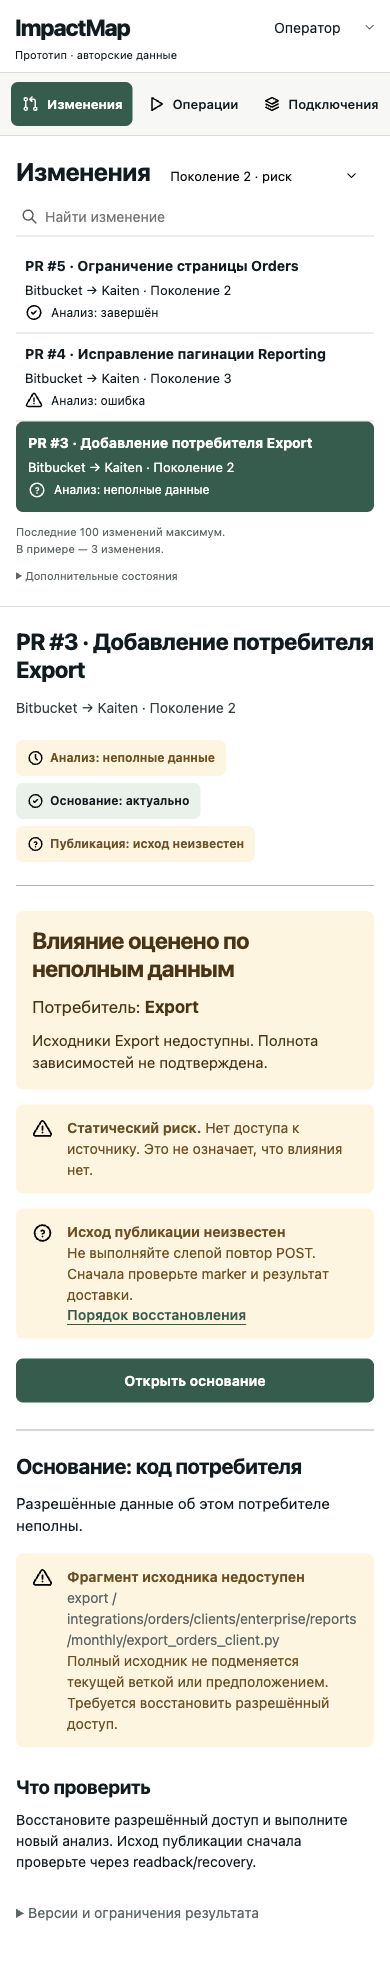 ImpactMap
Оператор
Прототип · авторские данные
Изменения
Операции
Подключения
Изменения
Поколение 2 · риск
Найти изменение
PR #5 · Ограничение страницы Orders
Bitbucket → Kaiten · Поколение 2
Анализ: завершён
PR #4 · Исправление пагинации Reporting
Bitbucket → Kaiten · Поколение 3
Анализ: ошибка
PR #3 · Добавление потребителя Export
Bitbucket → Kaiten · Поколение 2
Анализ: неполные данные
Последние 100 изменений максимум.
В примере — 3 изменения.
Дополнительные состояния
PR #3 · Добавление потребителя
Export
Bitbucket → Kaiten · Поколение 2
Анализ: неполные данные
Основание: актуально
Публикация: исход неизвестен
Влияние оценено по
неполным данным
Потребитель: Export
Исходники Export недоступны. Полнота
зависимостей не подтверждена.
Статический риск. Нет доступа к
источнику. Это не означает, что влияния
нет.
Исход публикации неизвестен
Не выполняйте слепой повтор POST.
Сначала проверьте marker и результат
доставки.
Порядок восстановления
Открыть основание
Основание: код потребителя
Разрешённые данные об этом потребителе
неполны.
Фрагмент исходника недоступен
export /
integrations/orders/clients/enterprise/reports
/monthly/export_orders_client.py
Полный исходник не подменяется
текущей веткой или предположением.
Требуется восстановить разрешённый
доступ.
Что проверить
Восстановите разрешённый доступ и выполните
новый анализ. Исход публикации сначала
проверьте через readback/recovery.
Версии и ограничения результата